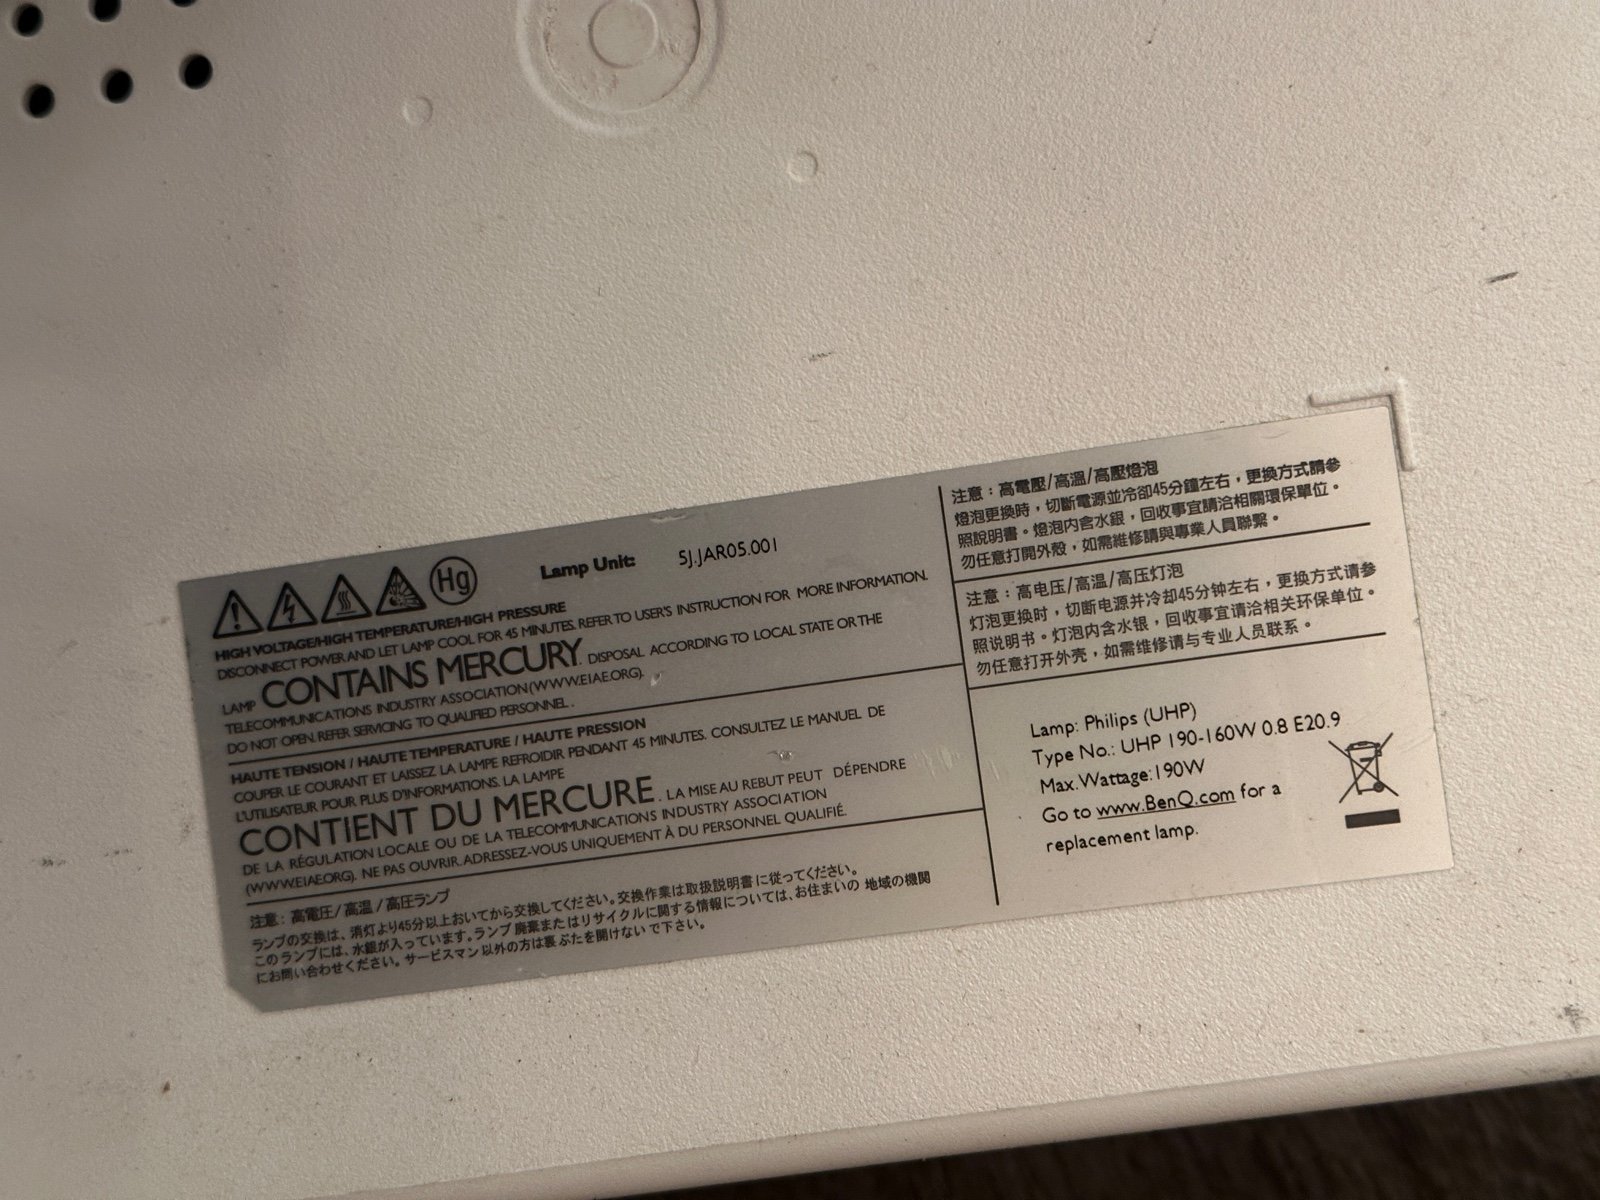 Hg
Lamp Unit: 5J.JAR05.001
HIGH VOLTAGE/HIGH TEMPERATURE/HIGH PRESSURE
DISCONNECT POWER AND LET LAMP COOL FOR 45 MINUTES. REFER TO USER'S INSTRUCTION FOR MORE INFORMATION.
LAMP CONTAINS MERCURY. DISPOSAL ACCORDING TO LOCAL STATE OR THE
TELECOMMUNICATIONS INDUSTRY ASSOCIATION (WWW.EIAE.ORG).
DO NOT OPEN. REFER SERVICING TO QUALIFIED PERSONNEL.
HAUTE TENSION / HAUTE TEMPERATURE / HAUTE PRESSION
COUPER LE COURANT ET LAISSEZ LA LAMPE REFROIDIR PENDANT 45 MINUTES. CONSULTEZ LE MANUEL DE
L'UTILISATEUR POUR PLUS D'INFORMATIONS. LA LAMPE
CONTIENT DU MERCURE. LA MISE AU REBUT PEUT DÉPENDRE
DE LA RÉGULATION LOCALE OU DE LA TELECOMMUNICATIONS INDUSTRY ASSOCIATION
(WWW.EIAE.ORG). NE PAS OUVRIR. ADRESSEZ-VOUS UNIQUEMENT À DU PERSONNEL QUALIFIÉ.
注意：高電圧/高温/高圧ランプ
ランプの交換は、消灯より45分以上おいてから交換してください。交換作業は取扱説明書に従ってください。
このランプには、水銀が入っています。ランプ廃棄またはリサイクルに関する情報については、お住まいの地域の機関
にお問い合わせください。サービスマン以外の方は裏ぶたを開けないで下さい。
注意：高電壓/高溫/高壓燈泡
燈泡更換時，切斷電源並冷卻45分鐘左右，更換方式請參
照說明書。燈泡內含水銀，回收事宜請洽相關環保單位。
勿任意打開外殼，如需維修請與專業人員聯繫。
注意：高电压/高温/高压灯泡
灯泡更换时，切断电源并冷却45分钟左右，更换方式请参
照说明书。灯泡内含水银，回收事宜请洽相关环保单位。
勿任意打开外壳，如需维修请与专业人员联系。
Lamp: Philips (UHP)
Type No.: UHP 190-160W 0.8 E20.9
Max. Wattage: 190W
Go to www.BenQ.com for a
replacement lamp.